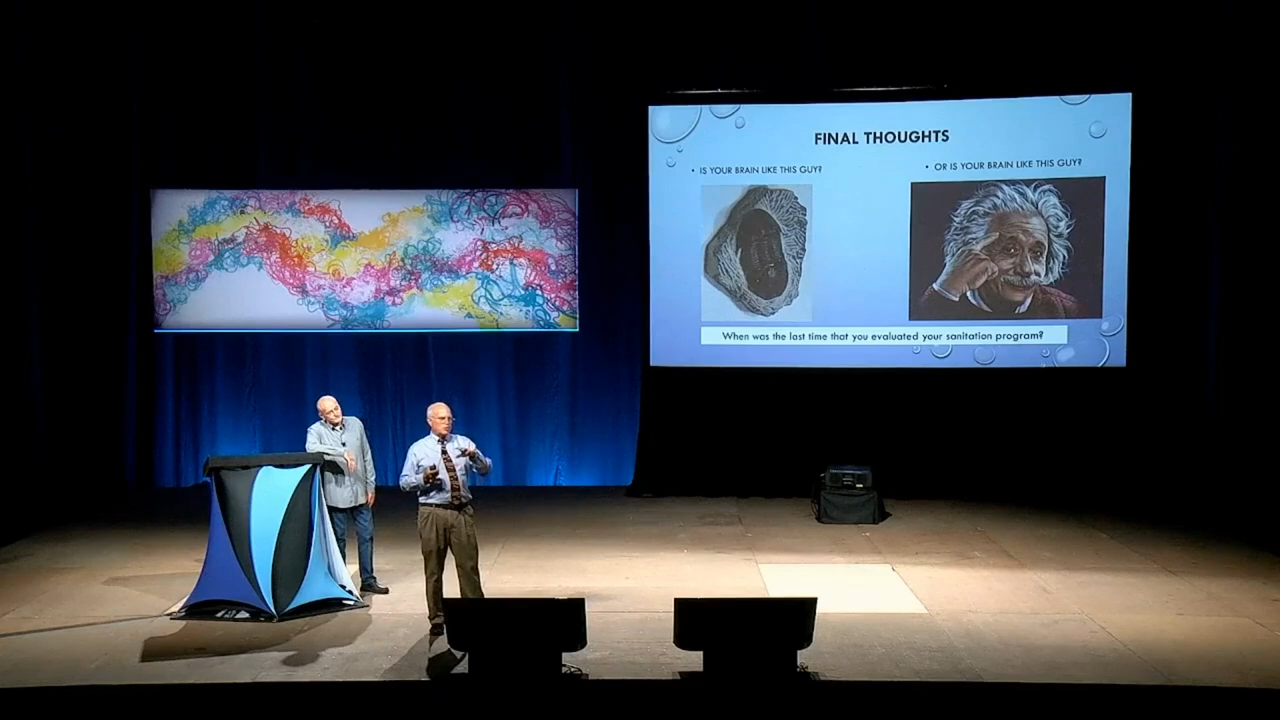 FINAL THOUGHTS
• IS YOUR BRAIN LIKE THIS GUY?
• OR IS YOUR BRAIN LIKE THIS GUY?
When was the last time that you evaluated your sanitation program?